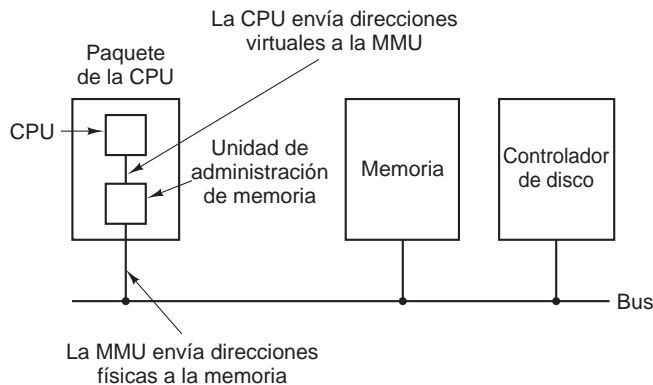 La CPU envía direcciones
virtuales a la MMU
Paquete
de la CPU
CPU
Unidad de
administración
de memoria
Memoria
Controlador
de disco
Bus
La MMU envía direcciones
físicas a la memoria